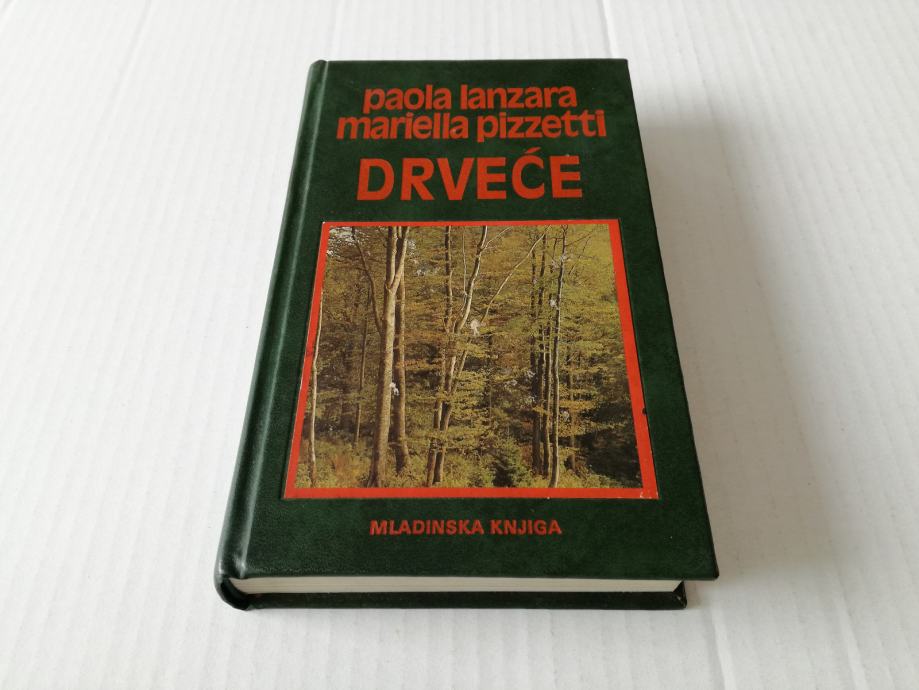 paola lanzara
mariella pizzetti
DRVEĆE
MLADINSKA KNJIGA